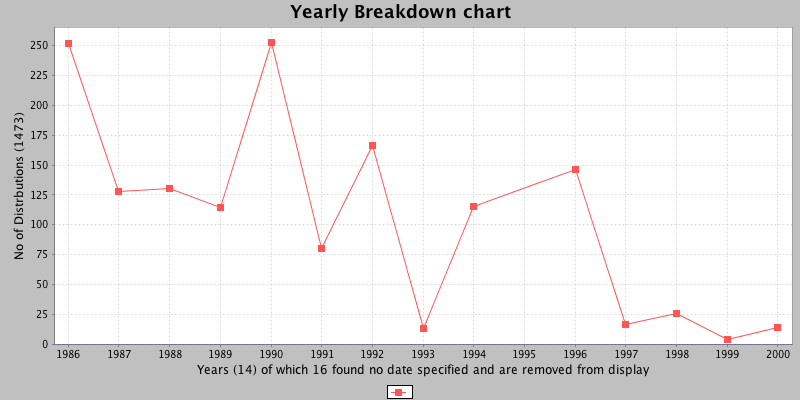 Yearly Breakdown chart
No of Distributions (1473)
250
225
200
175
150
125
100
75
50
25
0
1986 1987 1988 1989 1990 1991 1992 1993 1994 1995 1996 1997 1998 1999 2000
Years (14) of which 16 found no date specified and are removed from display